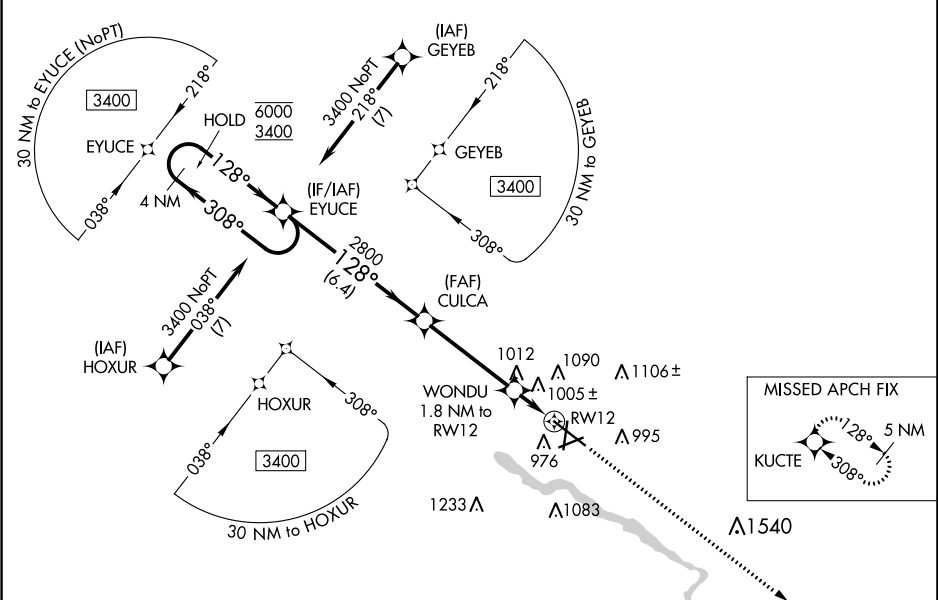 30 NM to EYUCE (NoPT)
3400
218°
EYUCE
038°
HOLD
6000
3400
128°
308°
4 NM
(IF/IAF)
EYUCE
(IAF)
GEYEB
3400 NoPT
218°
(7)
218°
GEYEB
3400
308°
30 NM to GEYEB
2800
128°
(6.4)
(FAF)
CULCA
3400 NoPT
038°
(7)
(IAF)
HOXUR
HOXUR
308°
038°
3400
30 NM to HOXUR
WONDU
1.8 NM to
RW12
1012
1090
1106±
1005±
RW12
995
976
1233
1083
1540
MISSED APCH FIX
128°
5 NM
KUCTE
308°